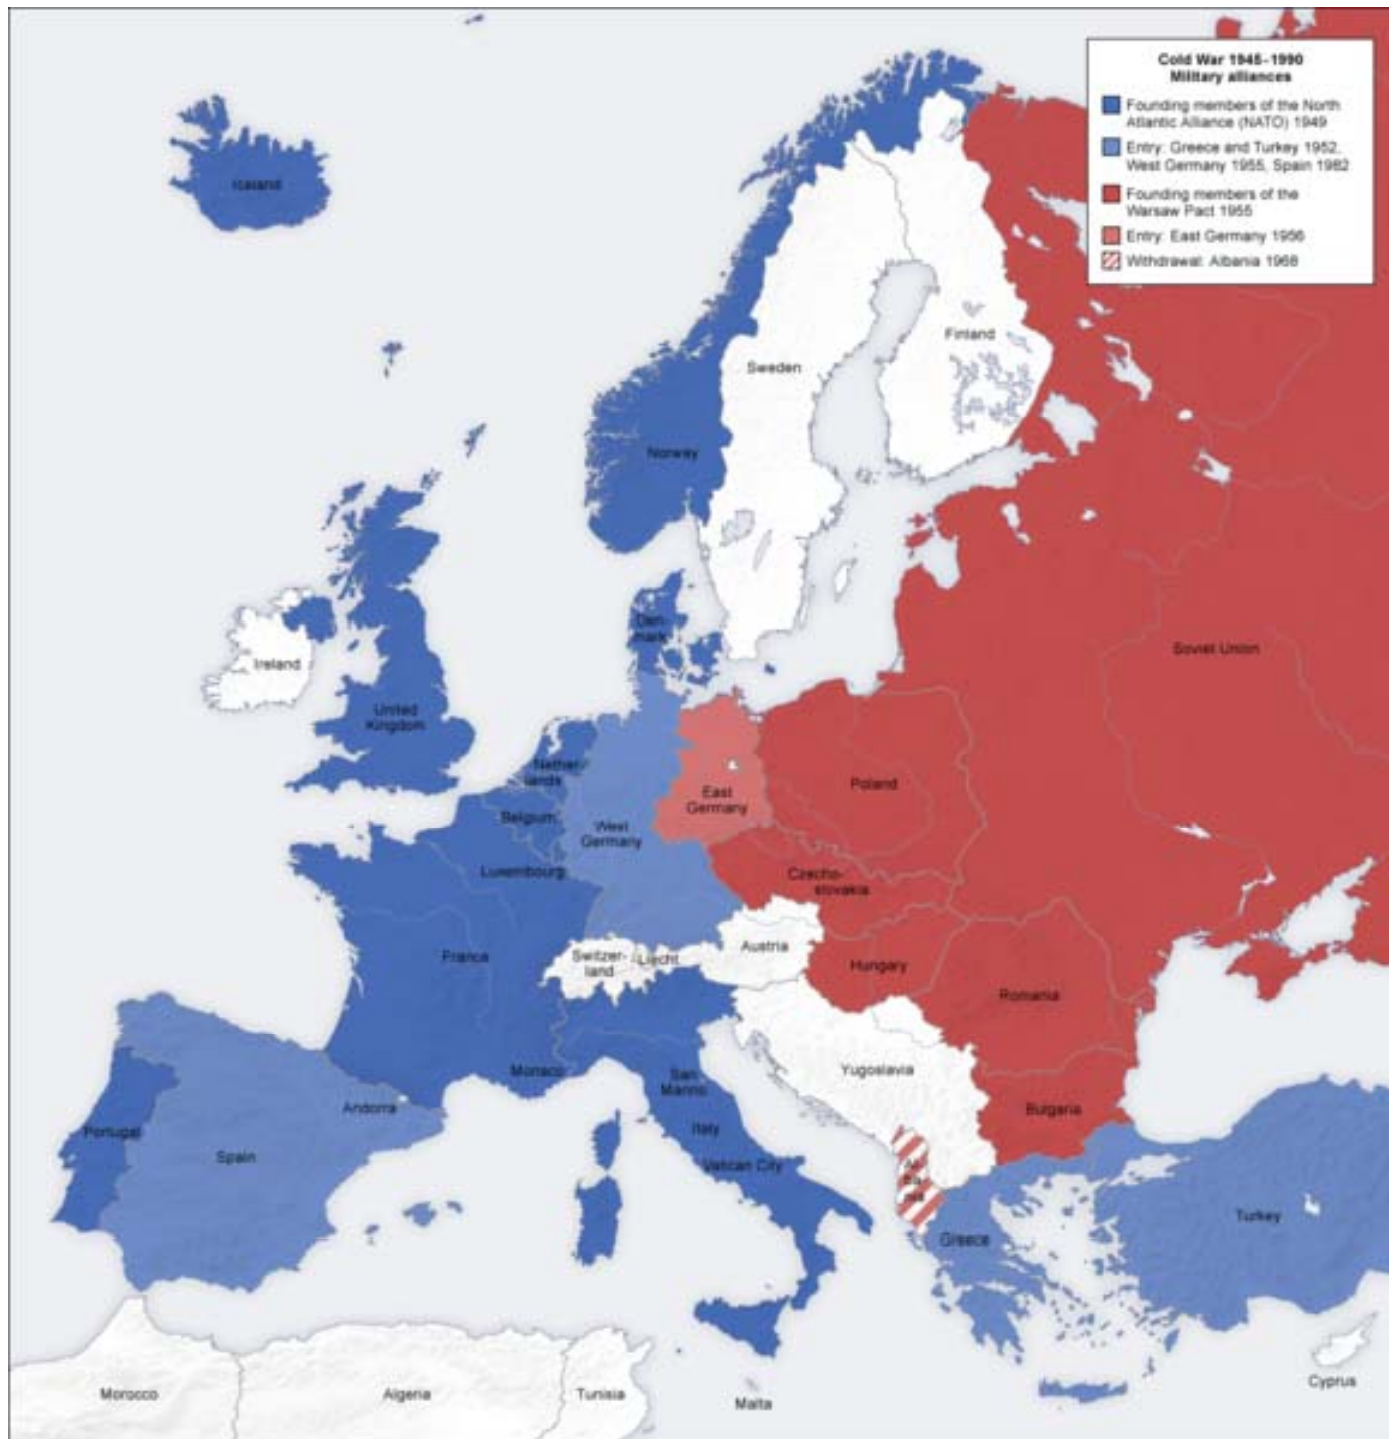 Cold War 1945-1990
Military alliances
Founding members of the North
Atlantic Alliance (NATO) 1949
Entry: Greece and Turkey 1952,
West Germany 1955, Spain 1982
Founding members of the
Warsaw Pact 1955
Entry: East Germany 1956
Withdrawal: Albania 1968
Iceland
Finland
Sweden
Norway
Den-
mark
Soviet Union
Ireland
United
Kingdom
Nether-
lands
East
Germany
Poland
Belgium
West
Germany
Luxembourg
Czecho-
slovakia
Austria
France
Switzer-
land
Liecht
Hungary
Romania
Monaco
San
Marino
Yugoslavia
Andorra
Bulgaria
Portugal
Italy
Spain
Vatican City
Al-
ba-
nia
Turkey
Greece
Morocco
Algeria
Tunisia
Malta
Cyprus